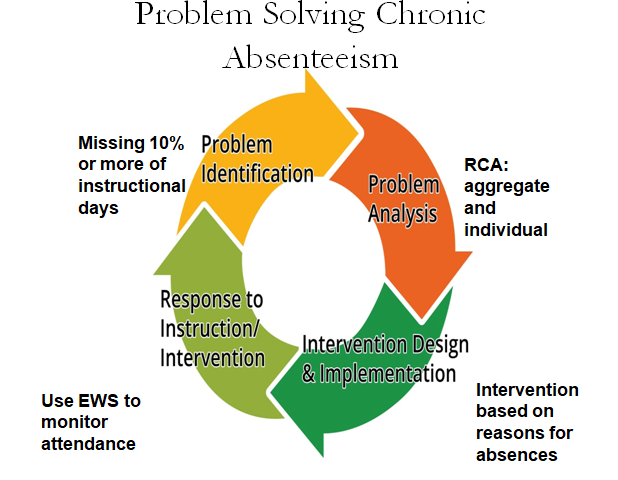 Problem Solving Chronic
Absenteeism
Missing 10%
or more of
instructional
days
Problem
Identification
Problem
Analysis
RCA:
aggregate
and
individual
Response to
Instruction/
Intervention
Intervention Design
& Implementation
Use EWS to
monitor
attendance
Intervention
based on
reasons for
absences